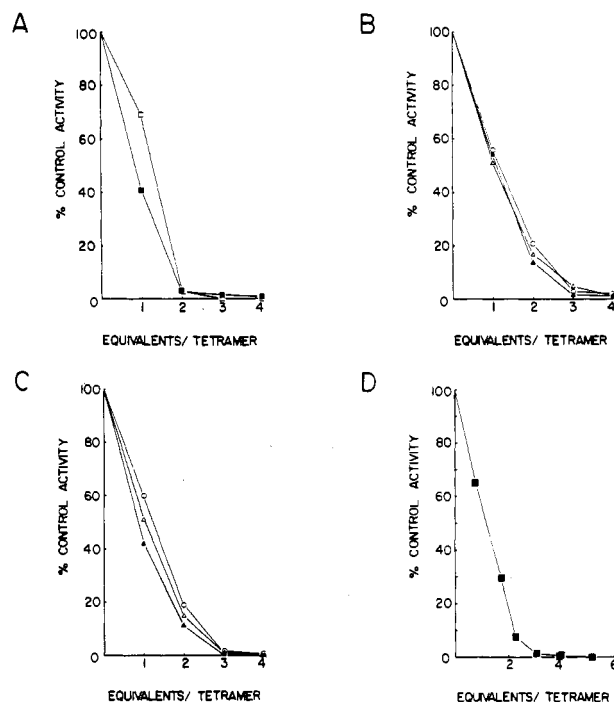 A
100
80
60
40
20
0
% CONTROL ACTIVITY
1 2 3 4
EQUIVALENTS/ TETRAMER
B
100
80
60
40
20
0
% CONTROL ACTIVITY
1 2 3 4
EQUIVALENTS/ TETRAMER
C
100
80
60
40
20
0
% CONTROL ACTIVITY
1 2 3 4
EQUIVALENTS/ TETRAMER
D
100
80
60
40
20
0
% CONTROL ACTIVITY
2 4 6
EQUIVALENTS/ TETRAMER